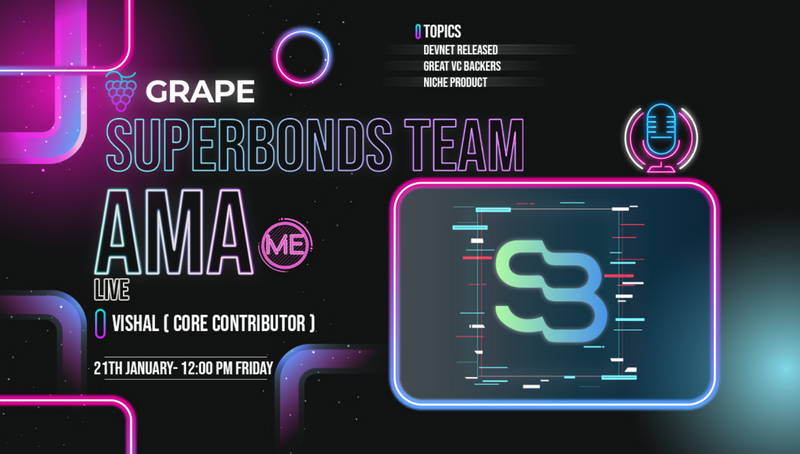 TOPICS
DEVNET RELEASED
GREAT VC BACKERS
NICHE PRODUCT
GRAPE
SUPERBONDS TEAM
AMA
ME
LIVE
VISHAL ( CORE CONTRIBUTOR )
21TH JANUARY- 12:00 PM FRIDAY
SB